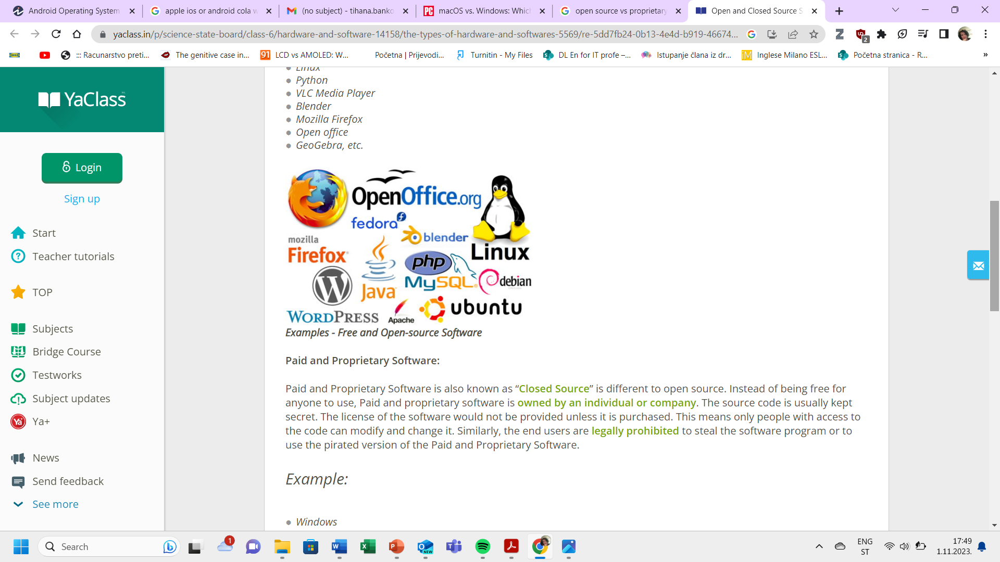 Android Operating System
apple ios or android cola w
(no subject) - tihana.banko
macOS vs. Windows: Which
open source vs proprietary
Open and Closed Source S
yaclass.in/p/science-state-board/class-6/hardware-and-software-14158/the-types-of-hardware-and-softwares-5569/re-5dd7fb24-0b13-4e4d-b919-46674...
2
::: Racunarstvo preti...
The genitive case in...
LCD vs AMOLED: W...
Početna | Prijevodi...
Turnitin - My Files
DL En for IT profe –...
Istupanje člana iz dr...
Inglese Milano ESL...
Početna stranica - R...
»
YaClass
Login
Sign up
Start
Teacher tutorials
TOP
Subjects
Bridge Course
Testworks
Subject updates
Ya+
News
Send feedback
See more
Linux
Python
VLC Media Player
Blender
Mozilla Firefox
Open office
GeoGebra, etc.
OpenOffice.org
fedora
blender
mozilla
Firefox
Linux
php
MySQL
debian
Java
WORDPRESS
Apache
ubuntu
Examples - Free and Open-source Software
Paid and Proprietary Software:
Paid and Proprietary Software is also known as “Closed Source” is different to open source. Instead of being free for
anyone to use, Paid and proprietary software is owned by an individual or company. The source code is usually kept
secret. The license of the software would not be provided unless it is purchased. This means only people with access to
the code can modify and change it. Similarly, the end users are legally prohibited to steal the software program or to
use the pirated version of the Paid and Proprietary Software.
Example:
Windows
Search
1
ENG
ST
17:49
1.11.2023.